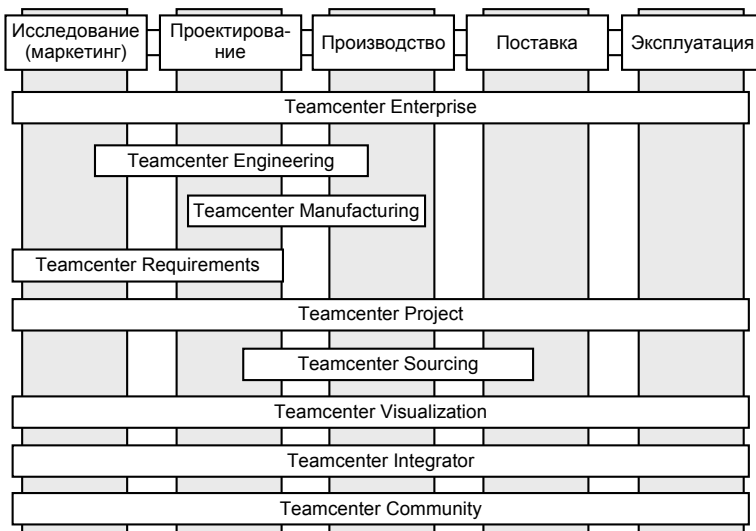 Исследование
(маркетинг)
Проектирова-
ние
Производство
Поставка
Эксплуатация
Teamcenter Enterprise
Teamcenter Engineering
Teamcenter Manufacturing
Teamcenter Requirements
Teamcenter Project
Teamcenter Sourcing
Teamcenter Visualization
Teamcenter Integrator
Teamcenter Community